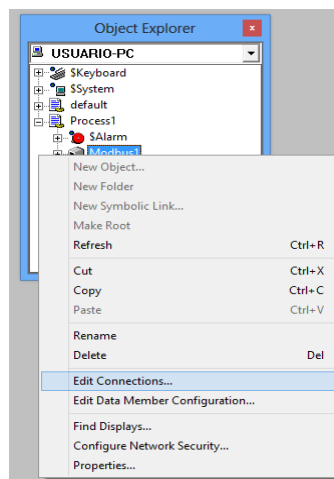 Object Explorer
x
USUARIO-PC
$Keyboard
$System
default
Process1
$Alarm
Modbus1
New Object...
New Folder
New Symbolic Link...
Make Root
Refresh Ctrl+R
Cut Ctrl+X
Copy Ctrl+C
Paste Ctrl+V
Rename
Delete Del
Edit Connections...
Edit Data Member Configuration...
Find Displays...
Configure Network Security...
Properties...